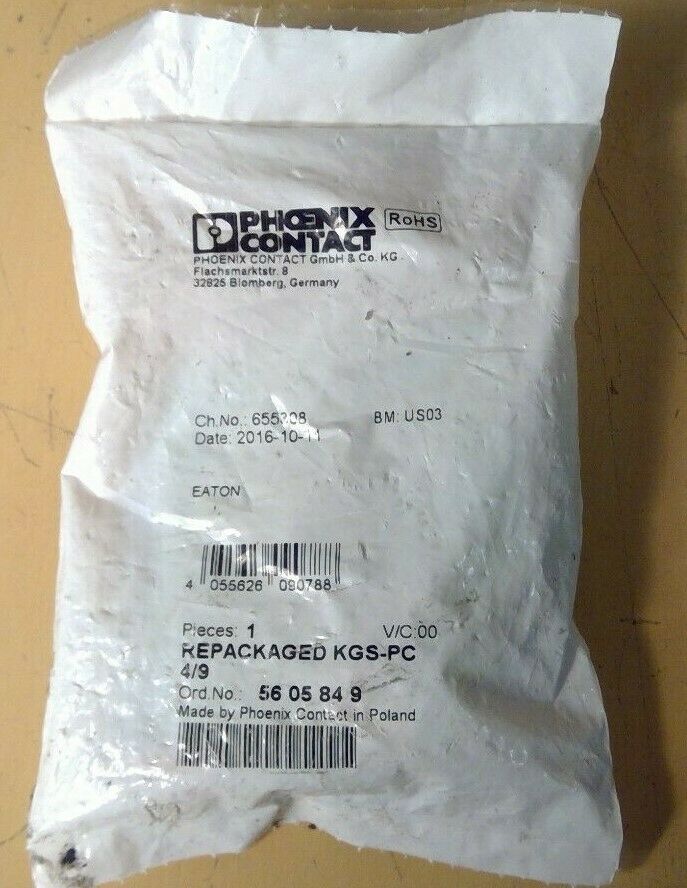 PHOENIX
CONTACT
RoHS
PHOENIX CONTACT GmbH & Co. KG
Flachsmarktstr. 8
32825 Blomberg, Germany
Ch.No.: 655308 BM: US03
Date: 2016-10-11
EATON
4 055626 090788
Pieces: 1 V/C:00
REPACKAGED KGS-PC
4/9
Ord.No.: 56 05 84 9
Made by Phoenix Contact in Poland